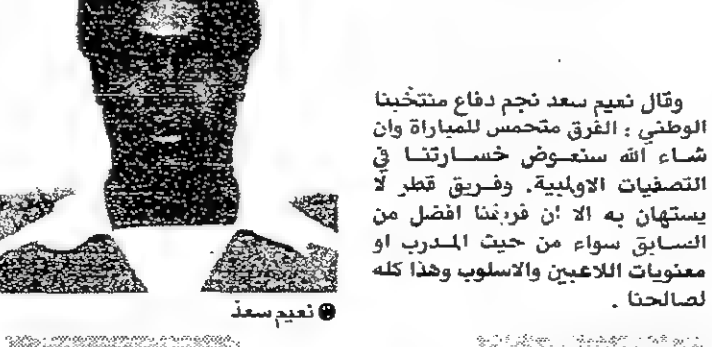 وقال نعيم سعد نجم دفاع منتخبنا
الوطني : الفرق متحمس للمباراة وان
شاء الله سنعوض خسارتنا في
التصفيات الاولمبية. وفريق قطر لا
يستهان به الا ان فريقنا افضل من
السابق سواء من حيث المدرب او
معنويات اللاعبين والاسلوب وهذا كله
لصالحنا .
نعيم سعد